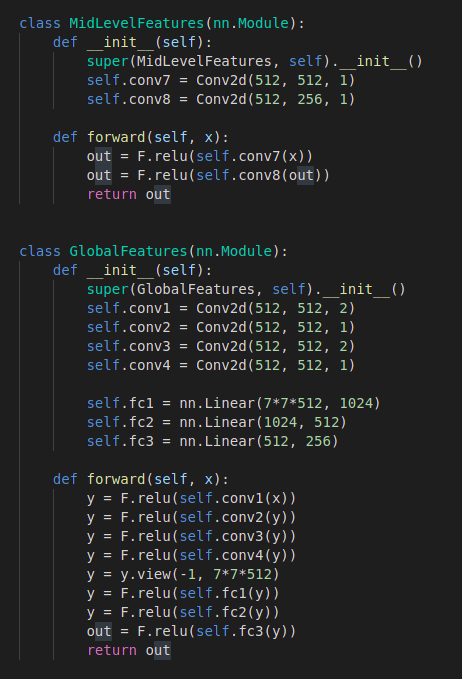 class MidLevelFeatures(nn.Module):
    def __init__(self):
        super(MidLevelFeatures, self).__init__()
        self.conv7 = Conv2d(512, 512, 1)
        self.conv8 = Conv2d(512, 256, 1)

    def forward(self, x):
        out = F.relu(self.conv7(x))
        out = F.relu(self.conv8(out))
        return out


class GlobalFeatures(nn.Module):
    def __init__(self):
        super(GlobalFeatures, self).__init__()
        self.conv1 = Conv2d(512, 512, 2)
        self.conv2 = Conv2d(512, 512, 1)
        self.conv3 = Conv2d(512, 512, 2)
        self.conv4 = Conv2d(512, 512, 1)

        self.fc1 = nn.Linear(7*7*512, 1024)
        self.fc2 = nn.Linear(1024, 512)
        self.fc3 = nn.Linear(512, 256)

    def forward(self, x):
        y = F.relu(self.conv1(x))
        y = F.relu(self.conv2(y))
        y = F.relu(self.conv3(y))
        y = F.relu(self.conv4(y))
        y = y.view(-1, 7*7*512)
        y = F.relu(self.fc1(y))
        y = F.relu(self.fc2(y))
        out = F.relu(self.fc3(y))
        return out